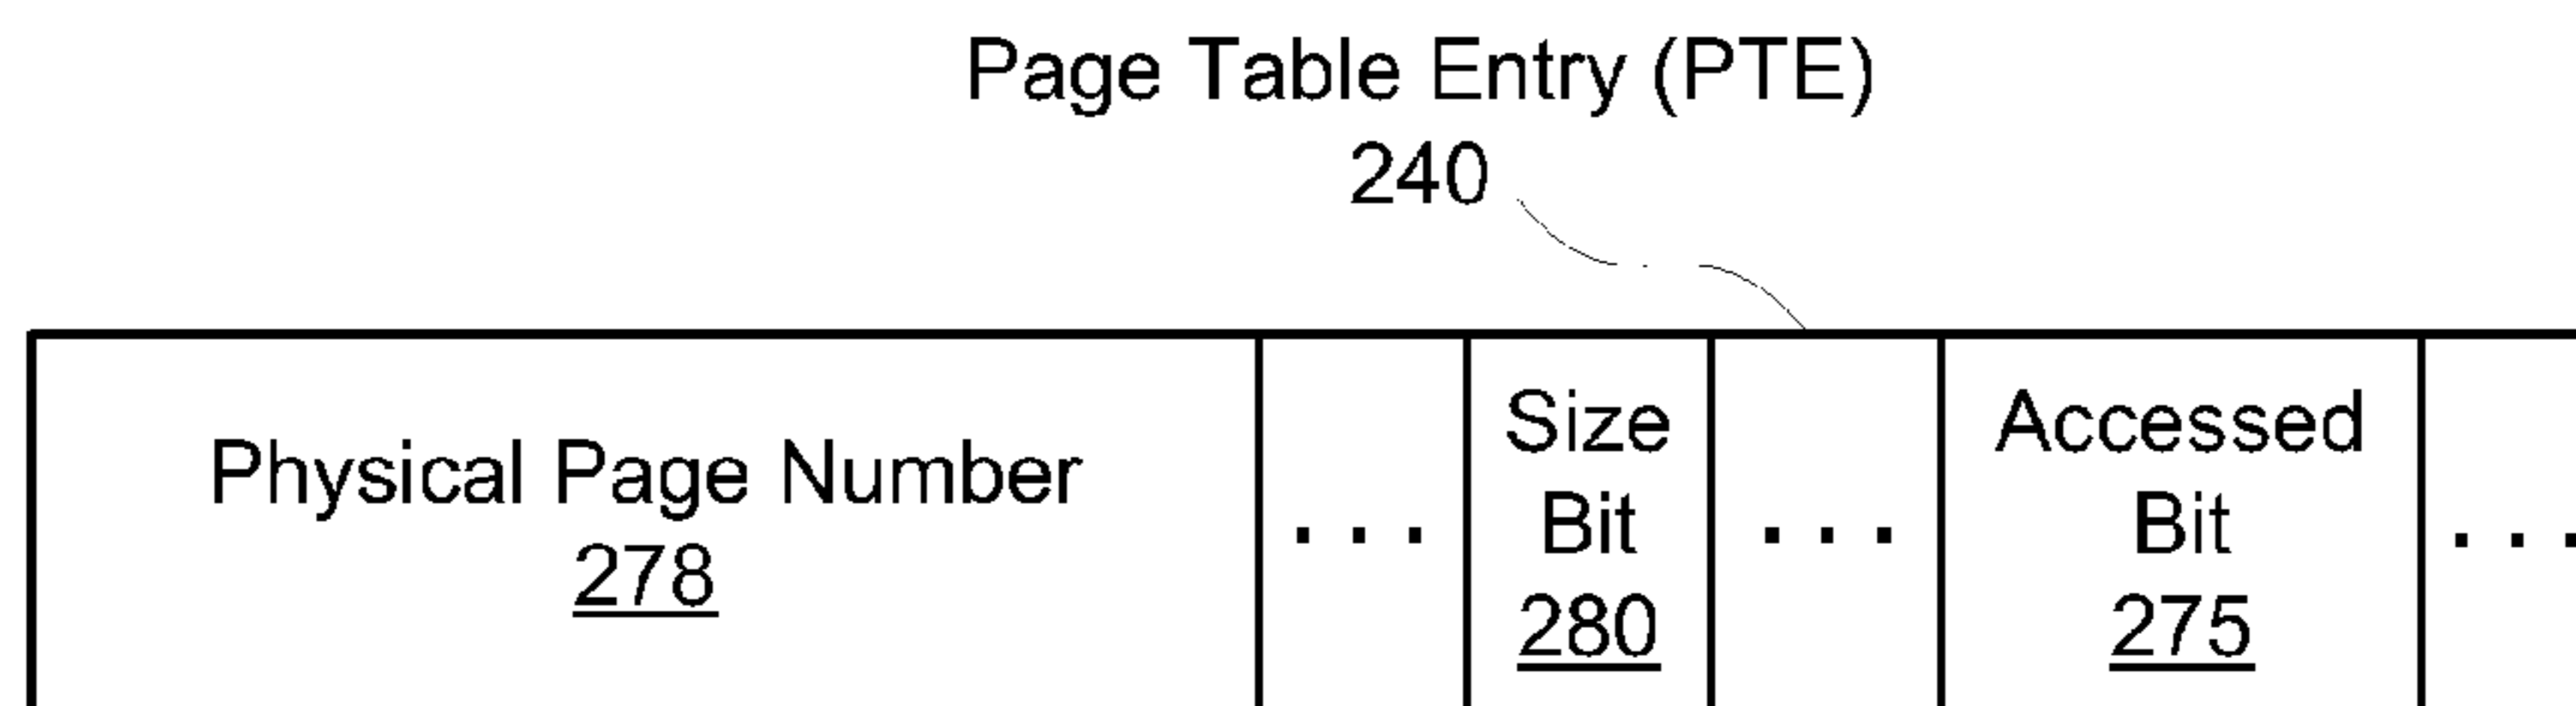 Page Table Entry (PTE)
240
Physical Page Number
278
. . .
Size
Bit
280
. . .
Accessed
Bit
275
. . .